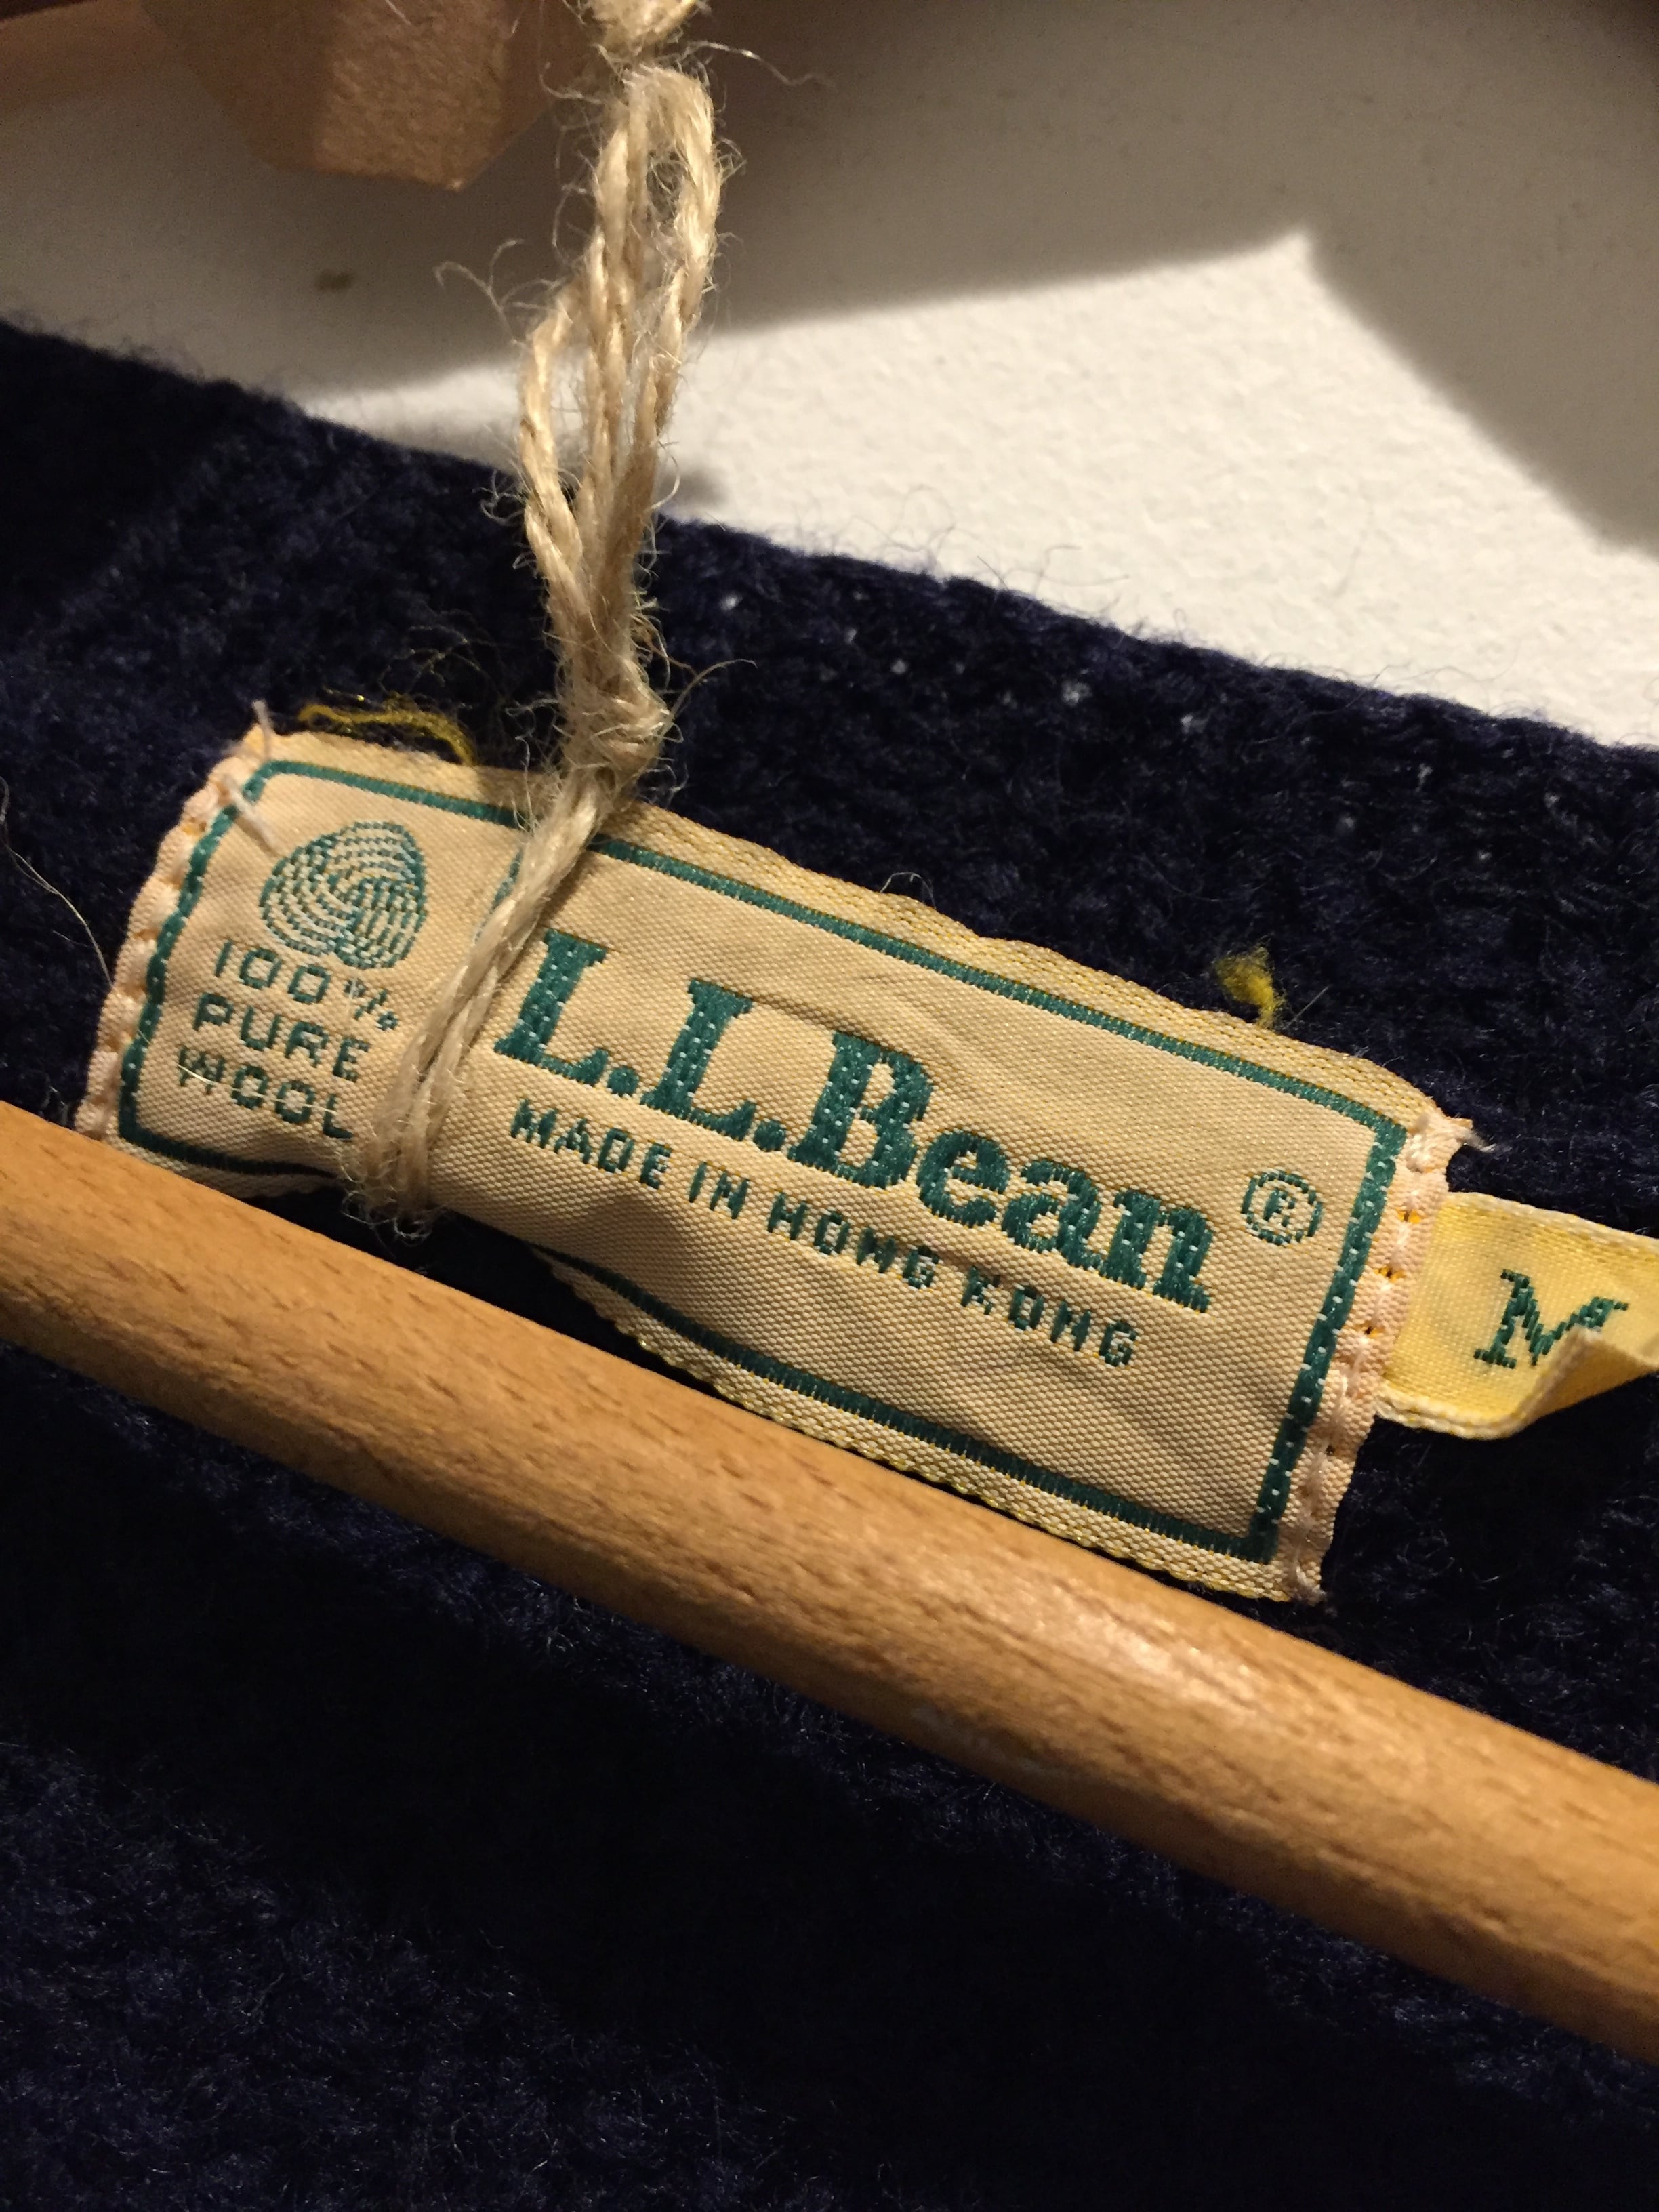 100%
PURE
WOOL
L.L.Bean ®
MADE IN HONG KONG
M